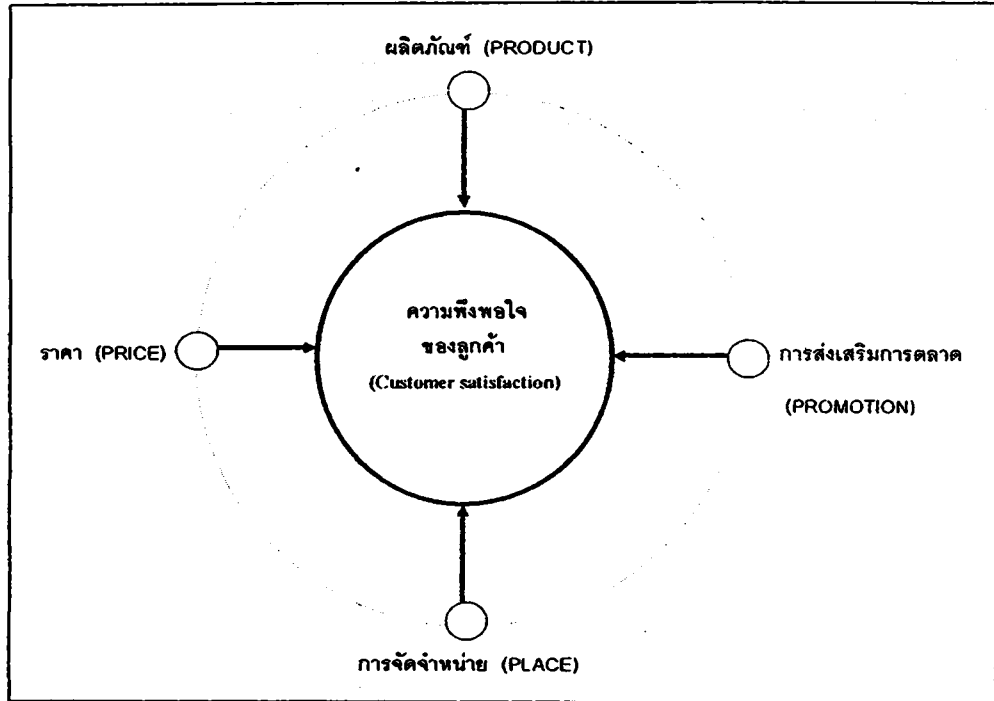 ผลิตภัณฑ์ (PRODUCT)
ความพึงพอใจ
ของลูกค้า
(Customer satisfaction)
ราคา (PRICE)
การส่งเสริมการตลาด
(PROMOTION)
การจัดจำหน่าย (PLACE)